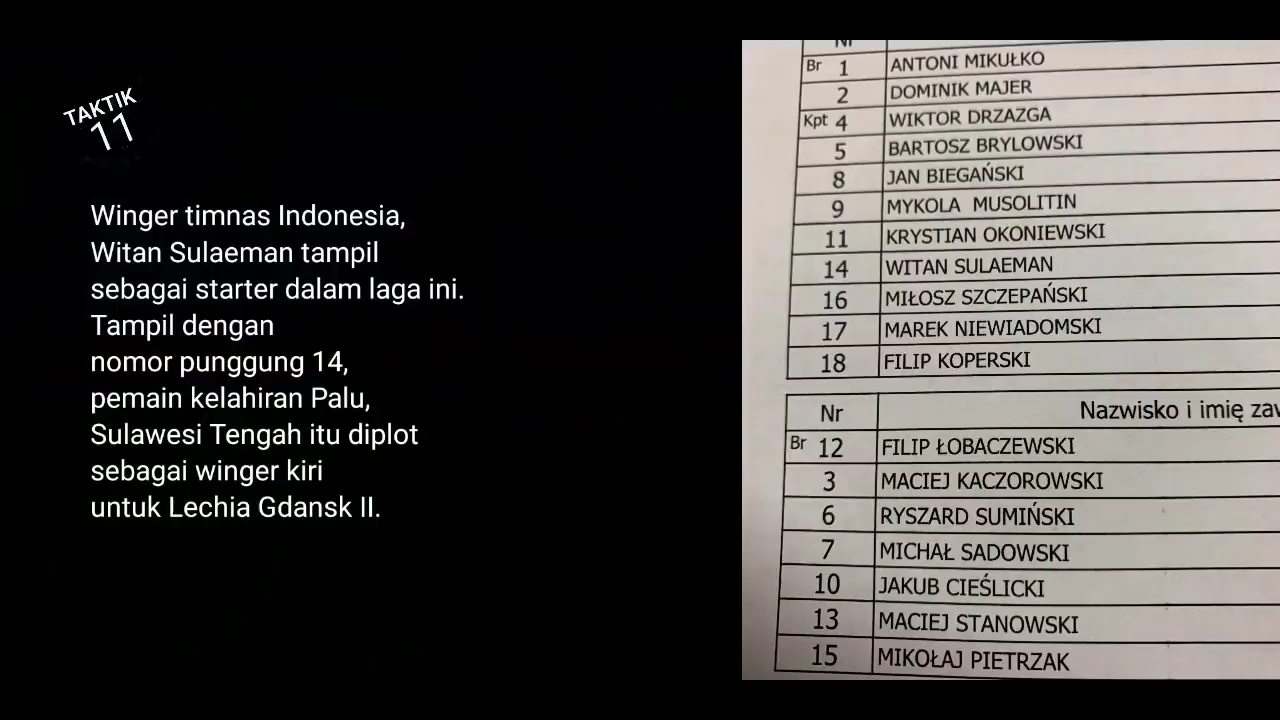 TAKTIK
11
Winger timnas Indonesia,
Witan Sulaeman tampil
sebagai starter dalam laga ini.
Tampil dengan
nomor punggung 14,
pemain kelahiran Palu,
Sulawesi Tengah itu diplot
sebagai winger kiri
untuk Lechia Gdansk II.
Nr
Br 1 ANTONI MIKUŁKO
2 DOMINIK MAJER
Kpt 4 WIKTOR DRZAZGA
5 BARTOSZ BRYLOWSKI
8 JAN BIEGAŃSKI
9 MYKOLA MUSOLITIN
11 KRYSTIAN OKONIEWSKI
14 WITAN SULAEMAN
16 MIŁOSZ SZCZEPAŃSKI
17 MAREK NIEWIADOMSKI
18 FILIP KOPERSKI
Nr Nazwisko i imię
Br 12 FILIP ŁOBACZEWSKI
3 MACIEJ KACZOROWSKI
6 RYSZARD SUMIŃSKI
7 MICHAŁ SADOWSKI
10 JAKUB CIEŚLICKI
13 MACIEJ STANOWSKI
15 MIKOŁAJ PIETRZAK